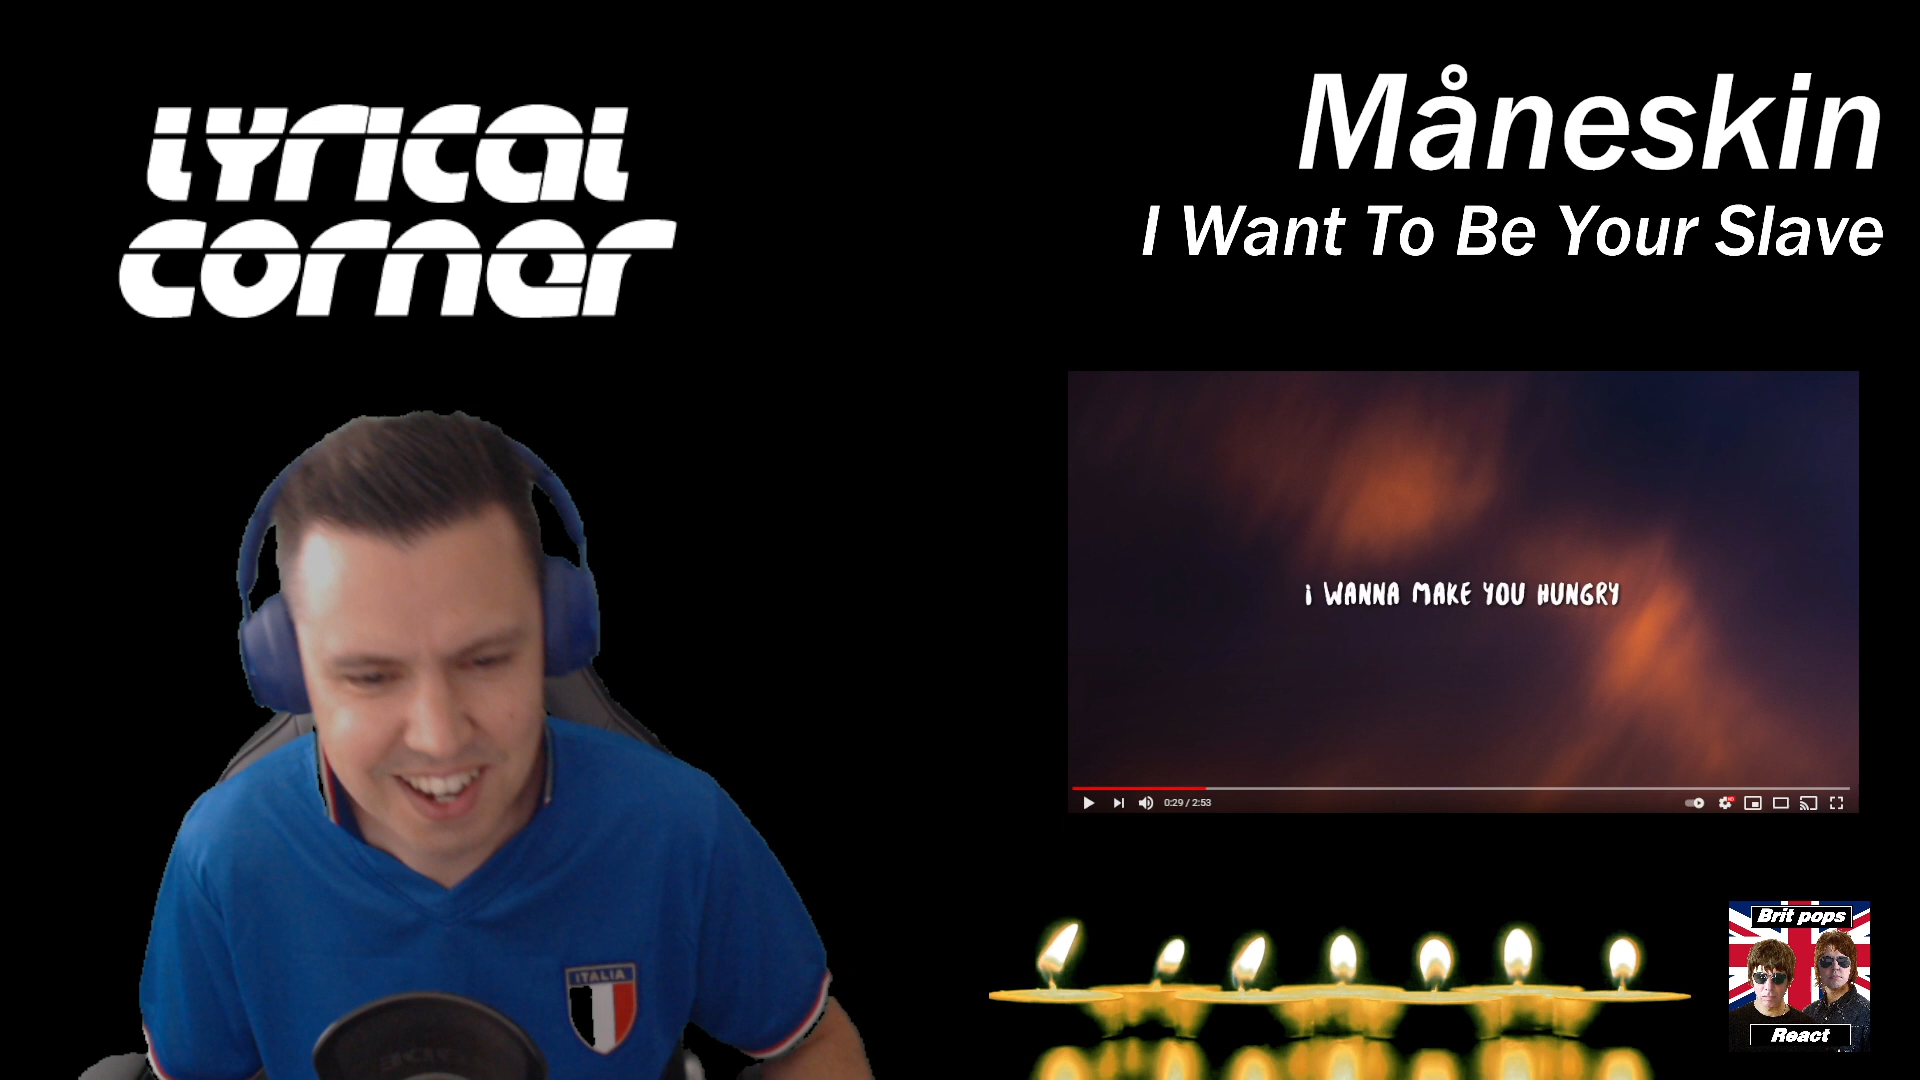 Lyrical
corner
Måneskin
I Want To Be Your Slave
I WANNA MAKE YOU HUNGRY
0:29 / 2:53
ITALIA
Brit pops
React